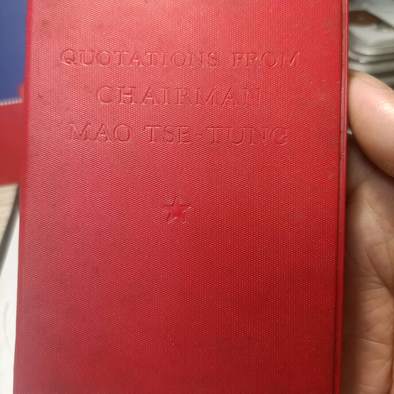 QUOTATIONS FROM
CHAIRMAN
MAO TSE-TUNG